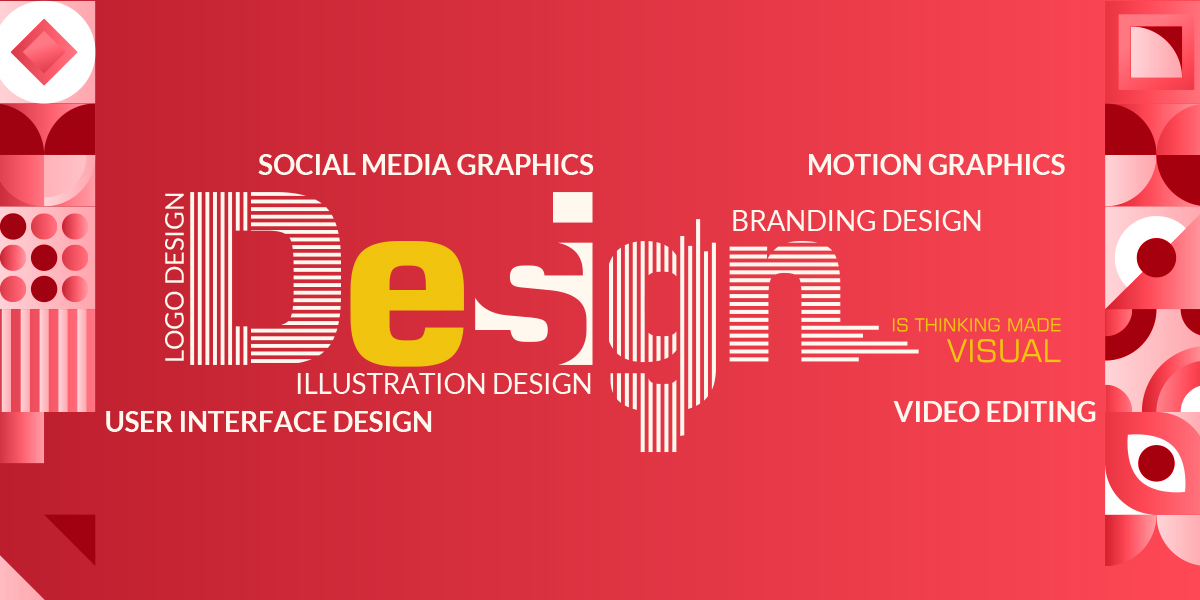 SOCIAL MEDIA GRAPHICS
MOTION GRAPHICS
LOGO DESIGN
BRANDING DESIGN
Design
IS THINKING MADE
VISUAL
ILLUSTRATION DESIGN
USER INTERFACE DESIGN
VIDEO EDITING